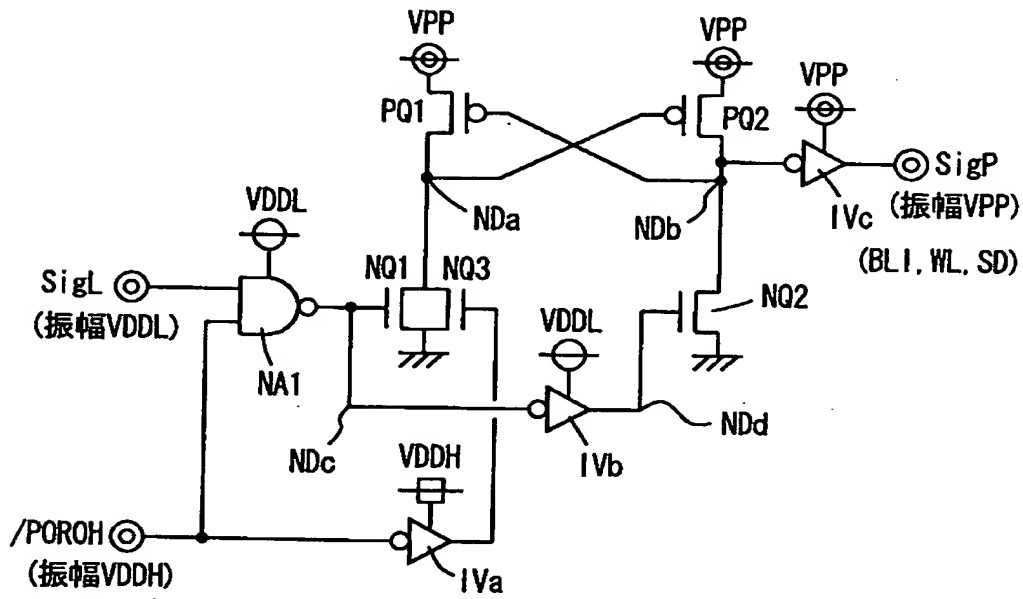 VPP
VPP
VPP
PQ1
PQ2
SigP
(振幅VPP)
(BLI, WL, SD)
IVc
NDa
NDb
VDDL
SigL
(振幅VDDL)
NQ1
NQ3
NQ2
NA1
VDDL
NDc
NDd
IVb
VDDH
/POROH
(振幅VDDH)
IVa